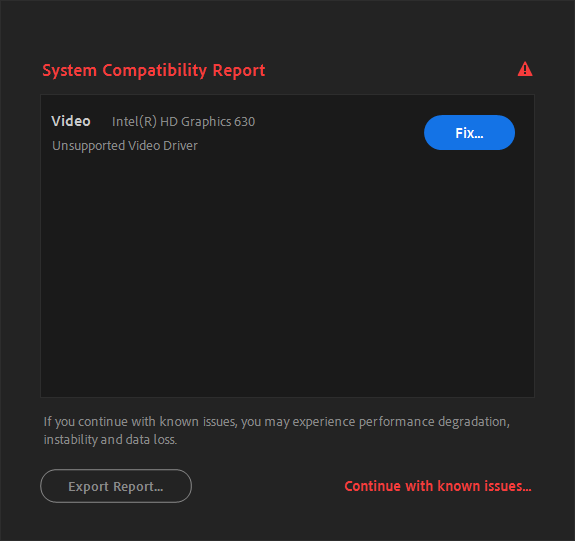 System Compatibility Report
Video Intel(R) HD Graphics 630
Unsupported Video Driver
Fix...
If you continue with known issues, you may experience performance degradation,
instability and data loss.
Export Report...
Continue with known issues...